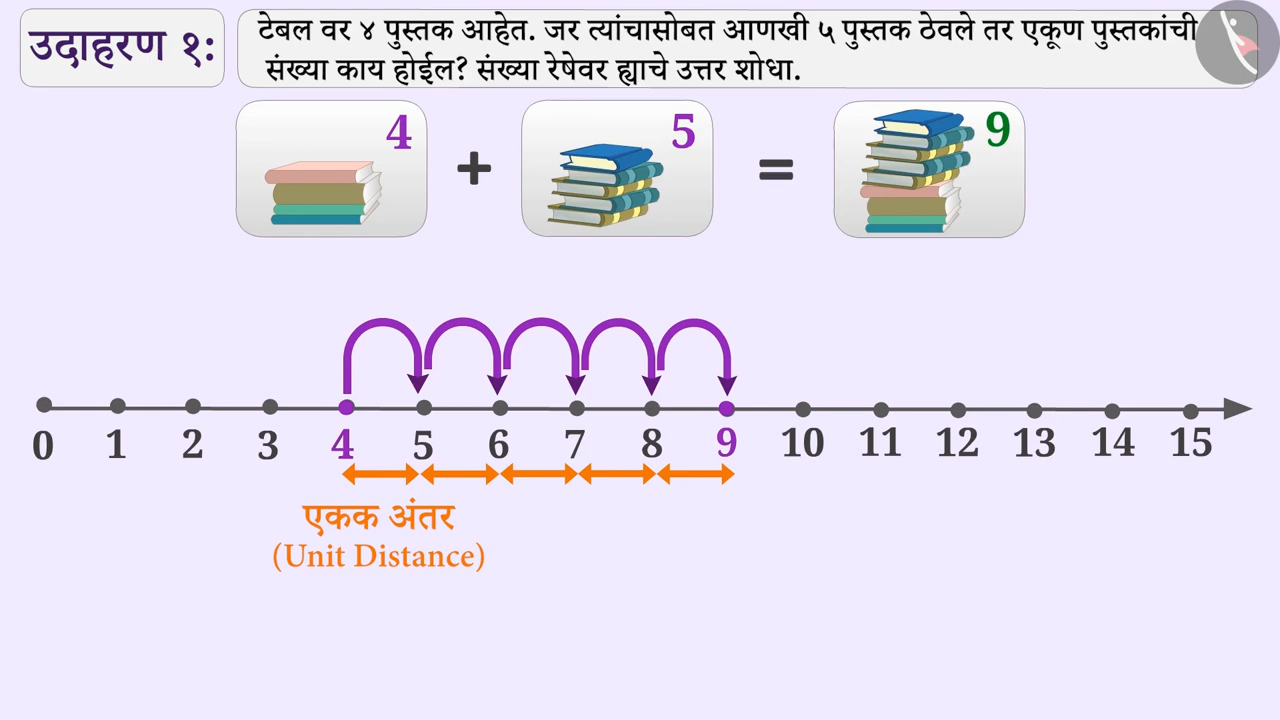 उदाहरण १:
टेबल वर ४ पुस्तक आहेत. जर त्यांचासोबत आणखी ५ पुस्तक ठेवले तर एकूण पुस्तकांची
संख्या काय होईल? संख्या रेषेवर ह्याचे उत्तर शोधा.
4 + 5 = 9
0 1 2 3 4 5 6 7 8 9 10 11 12 13 14 15
एकक अंतर
(Unit Distance)